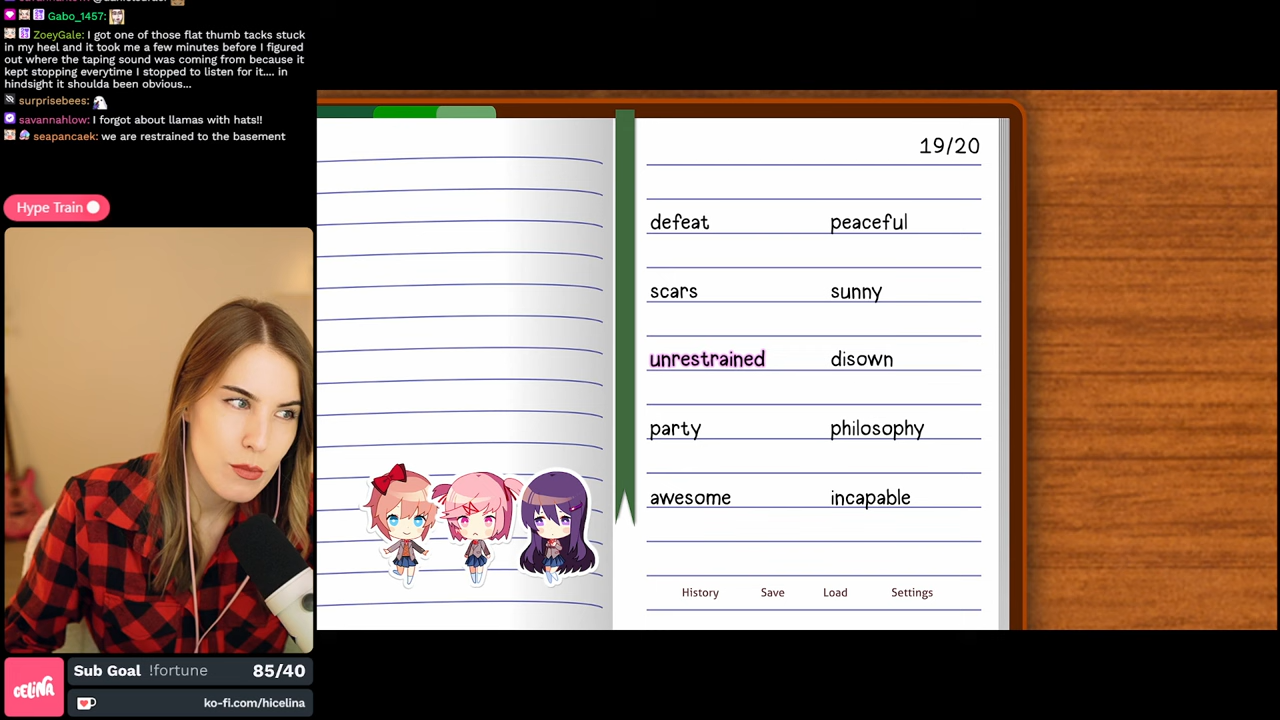 Gabo_1457:
ZoeyGale: I got one of those flat thumb tacks stuck
in my heel and it took me a few minutes before I figured
out where the taping sound was coming from because it
kept stopping everytime I stopped to listen for it.... in
hindsight it shoulda been obvious...
surprisebees:
savannahlow: I forgot about llamas with hats!!
seapancaek: we are restrained to the basement
Hype Train
19/20
defeat peaceful
scars sunny
unrestrained disown
party philosophy
awesome incapable
History Save Load Settings
CELINA
Sub Goal !fortune 85/40
ko-fi.com/hicelina